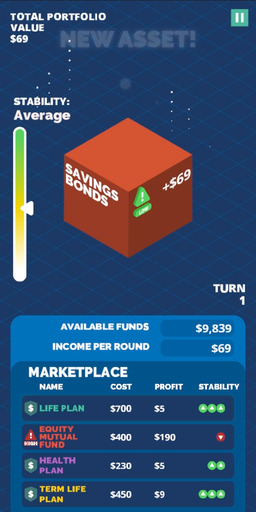 TOTAL PORTFOLIO
VALUE
$69
NEW ASSET!
STABILITY:
Average
SAVINGS
BONDS
+$69
LOW
TURN
1
AVAILABLE FUNDS $9,839
INCOME PER ROUND $69
MARKETPLACE
NAME COST PROFIT STABILITY
LIFE PLAN $700 $5
HIGH EQUITY
MUTUAL
FUND $400 $190
HEALTH
PLAN $230 $5
TERM LIFE
PLAN $450 $9